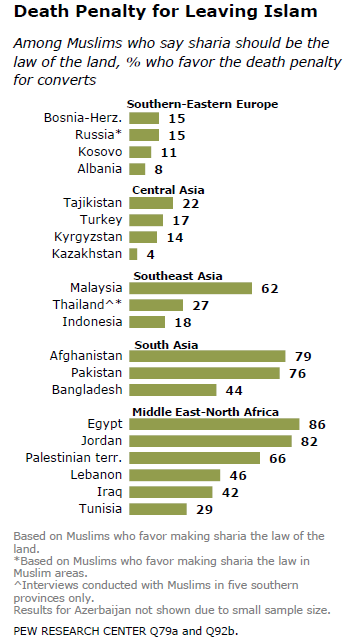 Death Penalty for Leaving Islam
Among Muslims who say sharia should be the
law of the land, % who favor the death penalty
for converts
Southern-Eastern Europe
Bosnia-Herz. 15
Russia* 15
Kosovo 11
Albania 8
Central Asia
Tajikistan 22
Turkey 17
Kyrgyzstan 14
Kazakhstan 4
Southeast Asia
Malaysia 62
Thailand^* 27
Indonesia 18
South Asia
Afghanistan 79
Pakistan 76
Bangladesh 44
Middle East-North Africa
Egypt 86
Jordan 82
Palestinian terr. 66
Lebanon 46
Iraq 42
Tunisia 29
Based on Muslims who favor making sharia the law of the
land.
*Based on Muslims who favor making sharia the law in
Muslim areas.
^Interviews conducted with Muslims in five southern
provinces only.
Results for Azerbaijan not shown due to small sample size.
PEW RESEARCH CENTER Q79a and Q92b.